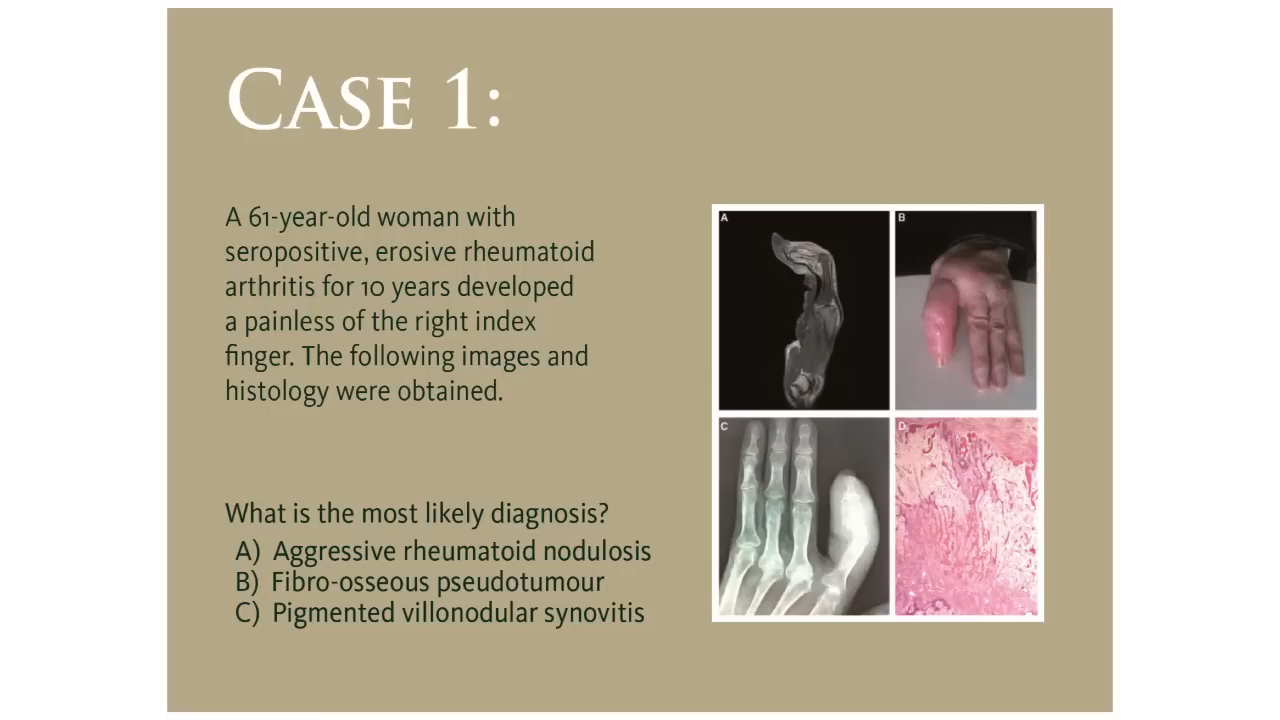 CASE 1:
A 61-year-old woman with
seropositive, erosive rheumatoid
arthritis for 10 years developed
a painless of the right index
finger. The following images and
histology were obtained.
What is the most likely diagnosis?
A) Aggressive rheumatoid nodulosis
B) Fibro-osseous pseudotumour
C) Pigmented villonodular synovitis
A
B
C
D